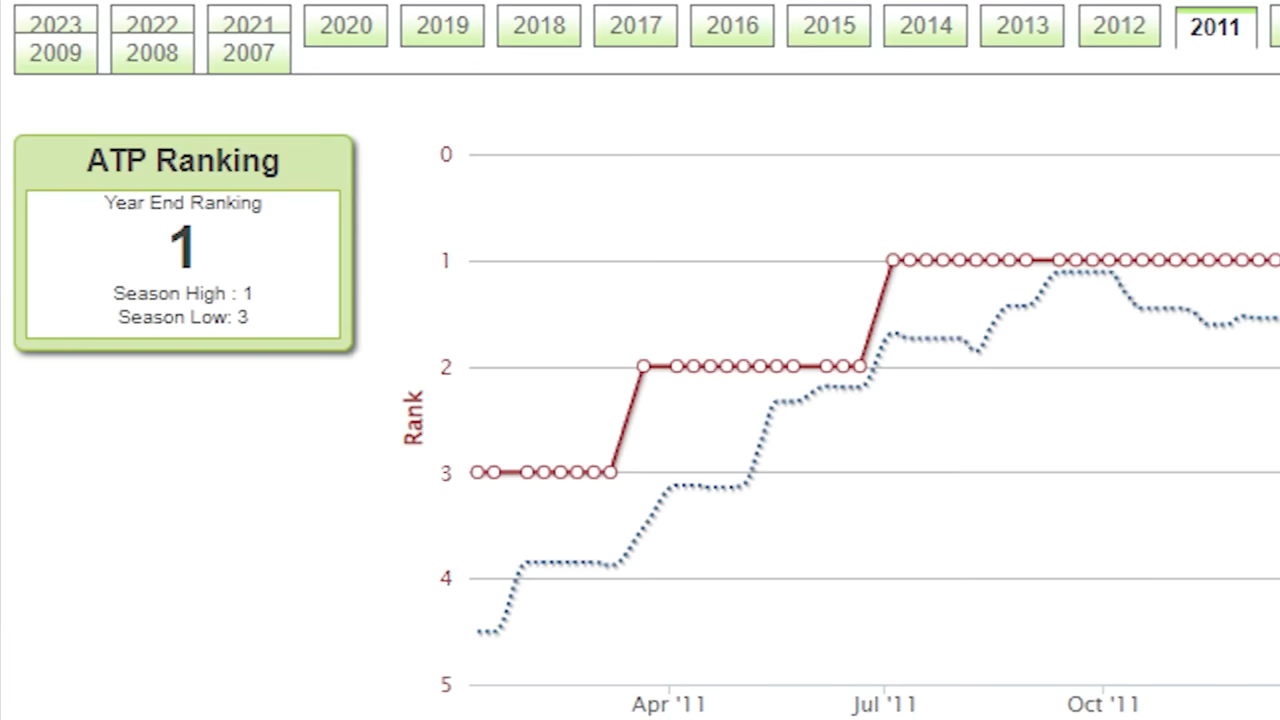 2023 2022 2021 2020 2019 2018 2017 2016 2015 2014 2013 2012 2011
2009 2008 2007
ATP Ranking
Year End Ranking
1
Season High : 1
Season Low: 3
Rank
0
1
2
3
4
5
Apr '11 Jul '11 Oct '11